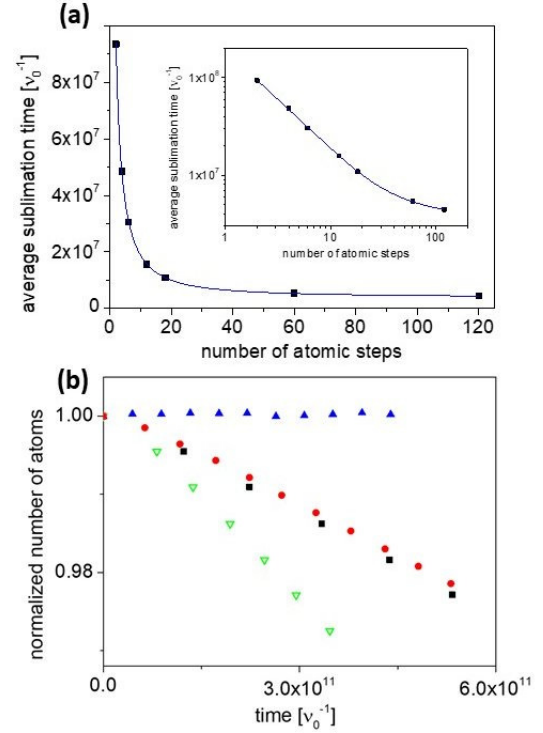 (a)
average sublimation time [ν₀⁻¹]
8x10⁷
6x10⁷
4x10⁷
2x10⁷
0
0 20 40 60 80 100 120
number of atomic steps
average sublimation time [ν₀⁻¹]
1x10⁸
1x10⁷
1 10 100
number of atomic steps
(b)
normalized number of atoms
1.00
0.98
0.0 3.0x10¹¹ 6.0x10¹¹
time [ν₀⁻¹]